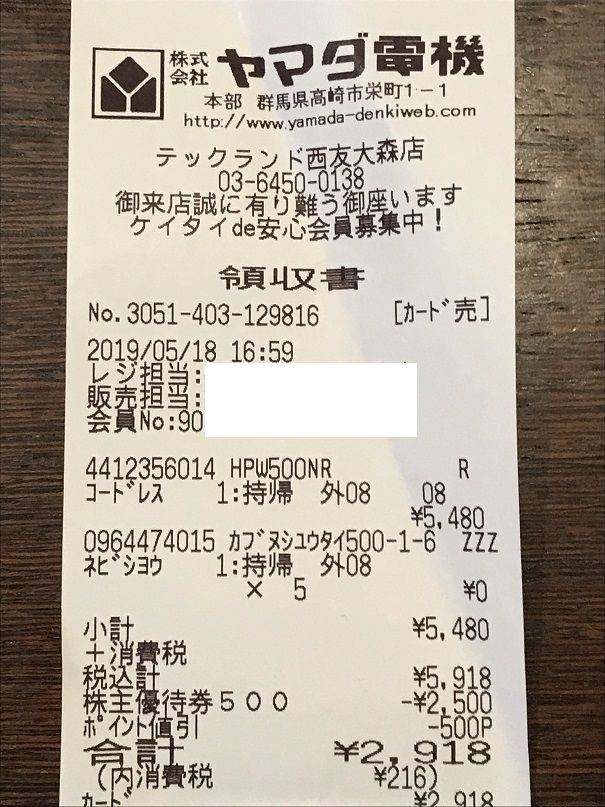 株式会社 ヤマダ電機
本部 群馬県高崎市栄町1-1
http://www.yamada-denkiweb.com
テックランド西友大森店
03-6450-0138
御来店誠に有り難う御座います
ケイタイde安心会員募集中!
領収書
No.3051-403-129816 [カード売]
2019/05/18 16:59
レジ担当:
販売担当:
会員No:90
4412356014 HPW500NR R
コードレス 1:持帰 外08 08
¥5,480
0964474015 カブヌシユウタイ500-1-6 ZZZ
ネビシヨウ 1:持帰 外08
× 5 ¥0
小計 ¥5,480
+消費税
税込計 ¥5,918
株主優待券500 -¥2,500
ポイント値引 -500P
合計 ¥2,918
(内消費税 ¥216)
カード ¥2,918